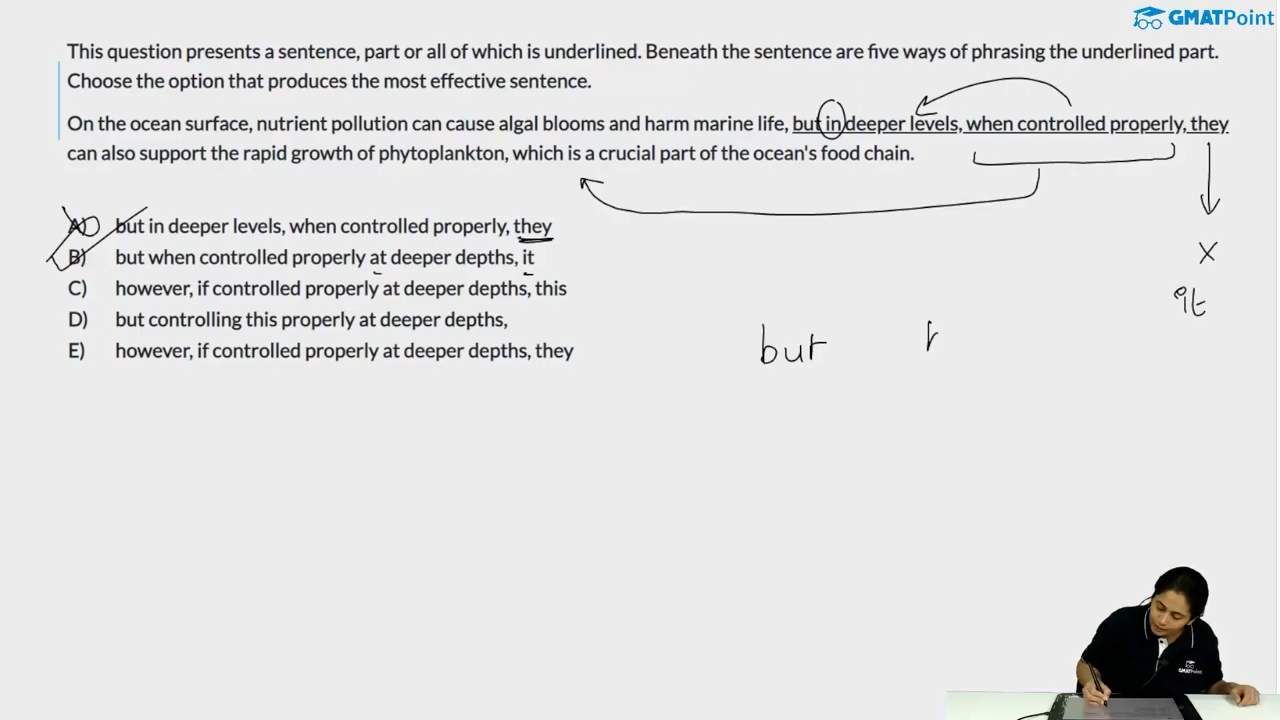 GMATPoint
This question presents a sentence, part or all of which is underlined. Beneath the sentence are five ways of phrasing the underlined part.
Choose the option that produces the most effective sentence.
On the ocean surface, nutrient pollution can cause algal blooms and harm marine life, but in deeper levels, when controlled properly, they
can also support the rapid growth of phytoplankton, which is a crucial part of the ocean's food chain.
A) but in deeper levels, when controlled properly, they
B) but when controlled properly at deeper depths, it
C) however, if controlled properly at deeper depths, this
D) but controlling this properly at deeper depths,
E) however, if controlled properly at deeper depths, they
X
it
but
GMATPoint